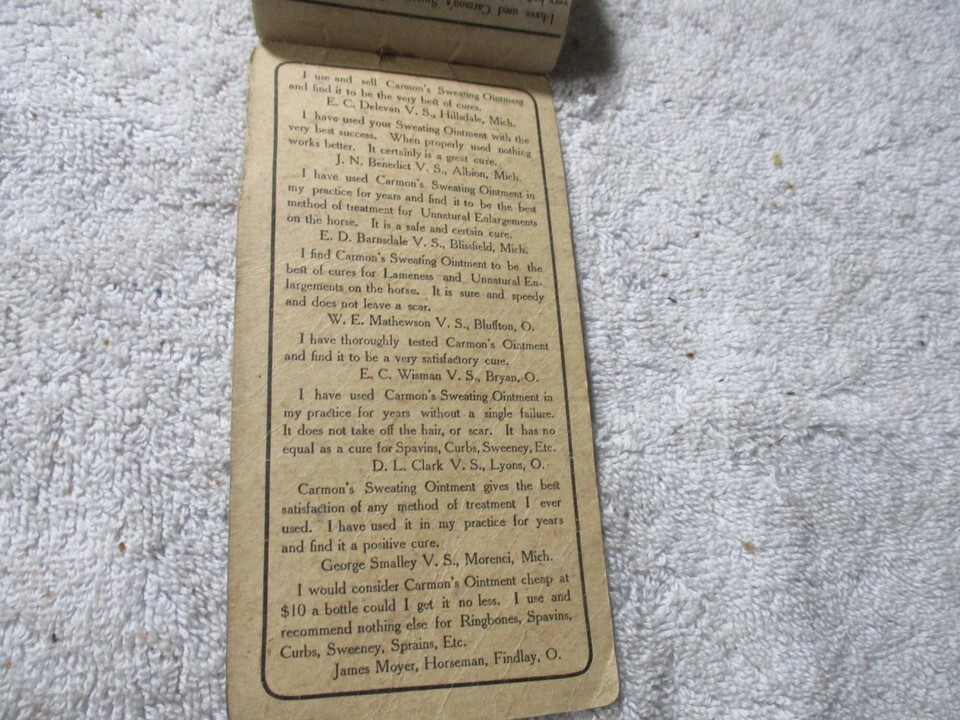 I have used Carmon's
I use and sell Carmon's Sweating Ointment
and find it to be the very best of cures.
E. C. Delevan V. S., Hillsdale, Mich.
I have used your Sweating Ointment with the
very best success. When properly used nothing
works better. It certainly is a great cure.
J. N. Benedict V. S., Albion, Mich.
I have used Carmon's Sweating Ointment in
my practice for years and find it to be the best
method of treatment for Unnatural Enlargements
on the horse. It is a safe and certain cure.
E. D. Barnsdale V. S., Blissfield, Mich.
I find Carmon's Sweating Ointment to be the
best of cures for Lameness and Unnatural En-
largements on the horse. It is sure and speedy
and does not leave a scar.
W. E. Mathewson V. S., Bluffton, O.
I have thoroughly tested Carmon's Ointment
and find it to be a very satisfactory cure.
E. C. Wisman V. S., Bryan, O.
I have used Carmon's Sweating Ointment in
my practice for years without a single failure.
It does not take off the hair, or scar. It has no
equal as a cure for Spavins, Curbs, Sweeney, Etc.
D. L. Clark V. S., Lyons, O.
Carmon's Sweating Ointment gives the best
satisfaction of any method of treatment I ever
used. I have used it in my practice for years
and find it a positive cure.
George Smalley V. S., Morenci, Mich.
I would consider Carmon's Ointment cheap at
$10 a bottle could I get it no less. I use and
recommend nothing else for Ringbones, Spavins,
Curbs, Sweeney, Sprains, Etc.
James Moyer, Horseman, Findlay, O.